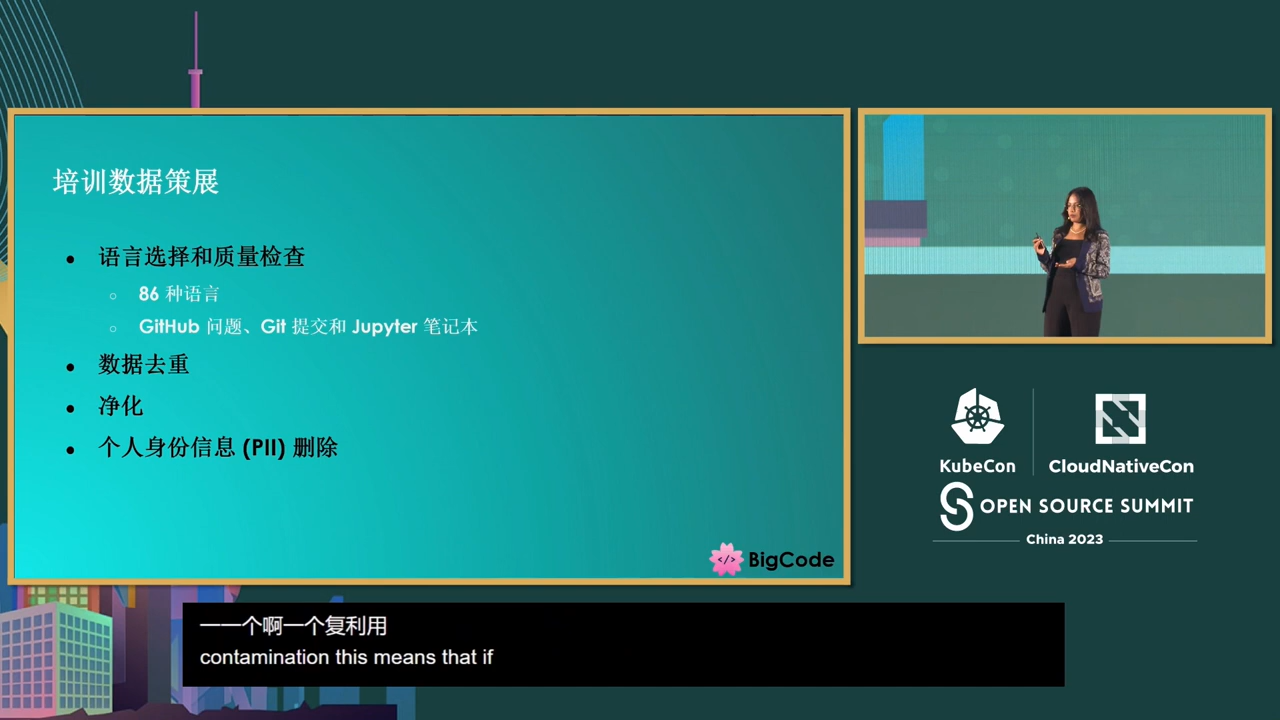 培训数据策展
语言选择和质量检查
86 种语言
GitHub 问题、Git 提交和 Jupyter 笔记本
数据去重
净化
个人身份信息 (PII) 删除
</> BigCode
KubeCon
CloudNativeCon
OPEN SOURCE SUMMIT
China 2023
一一个啊一个复利用
contamination this means that if